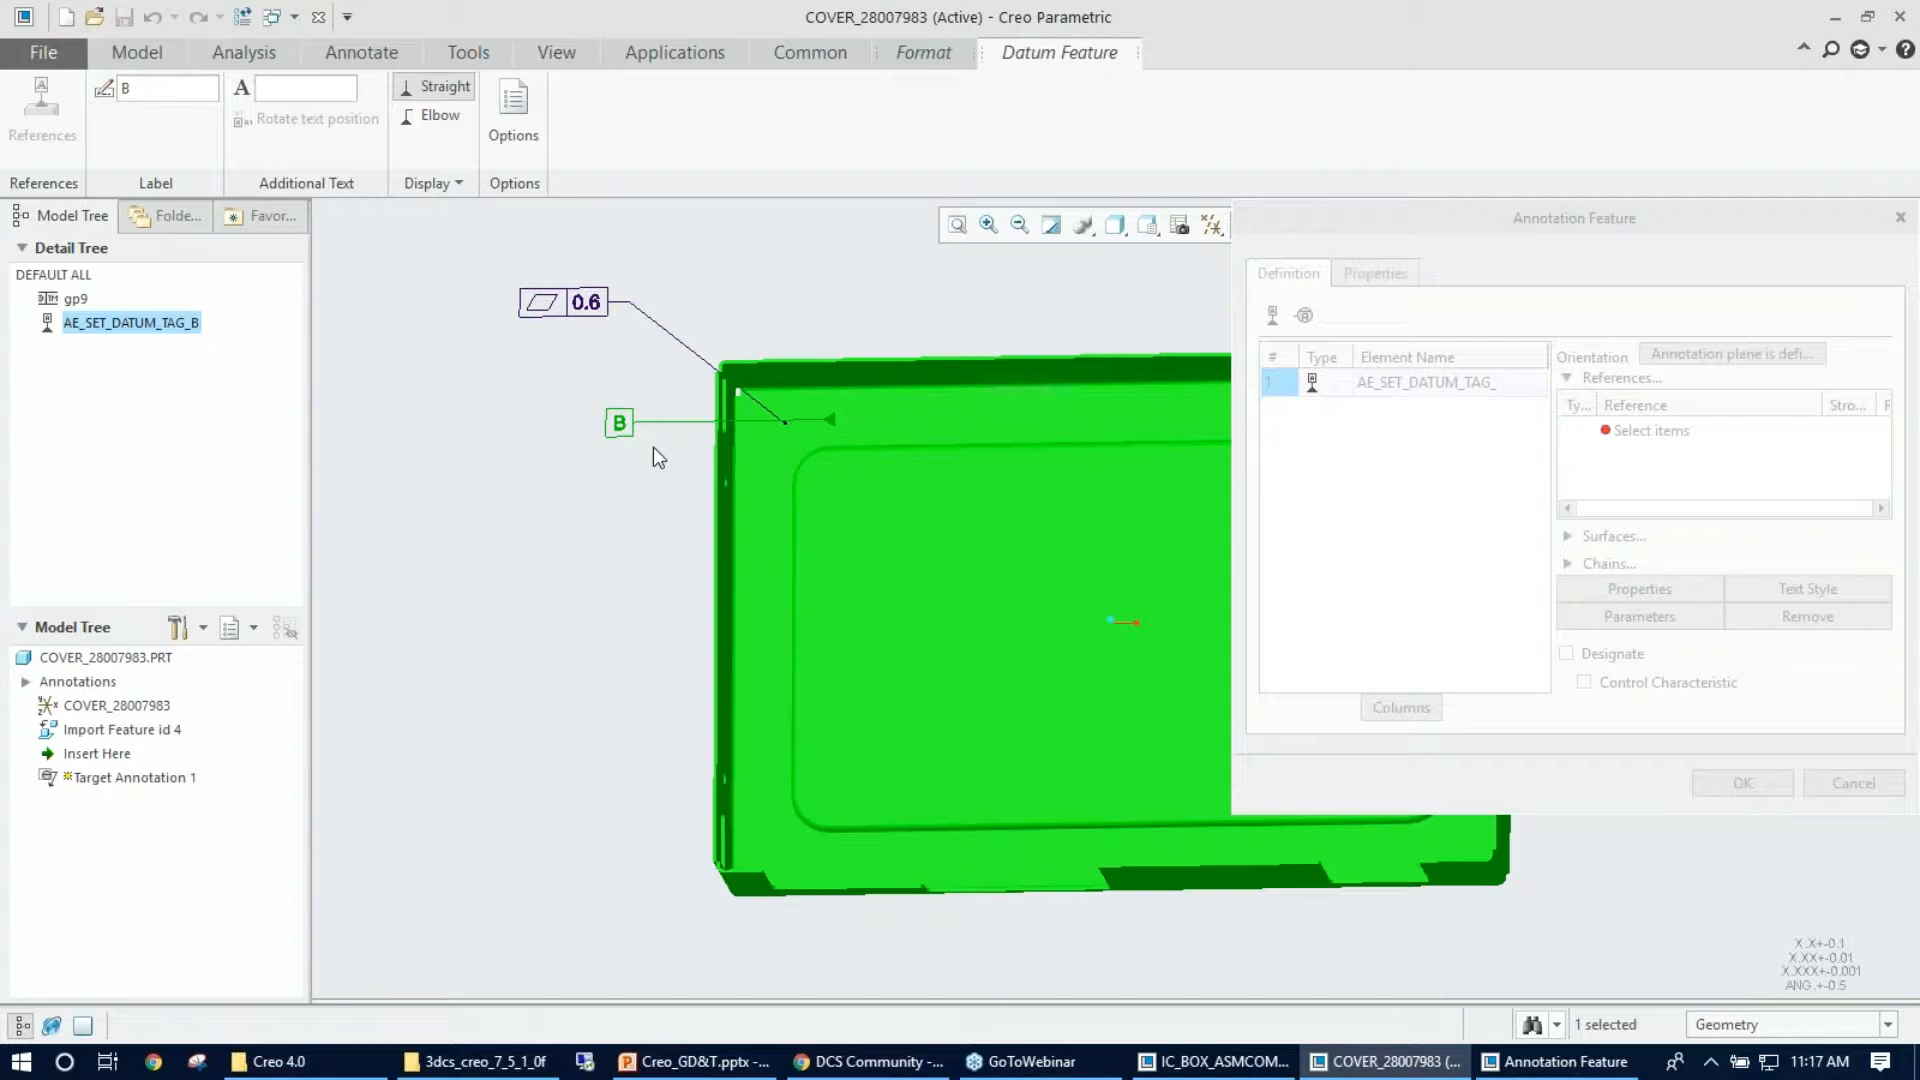 COVER_28007983 (Active) - Creo Parametric
File Model Analysis Annotate Tools View Applications Common Format Datum Feature
References
B
A
Rotate text position
Straight
Elbow
Options
References Label Additional Text Display Options
Model Tree Folde... Favor...
Detail Tree
DEFAULT ALL
gp9
AE_SET_DATUM_TAG_B
Model Tree
COVER_28007983.PRT
Annotations
COVER_28007983
Import Feature id 4
Insert Here
Target Annotation 1
0.6
B
Annotation Feature
Definition Properties
# Type Element Name
1 AE_SET_DATUM_TAG_
Orientation Annotation plane is defi...
References...
Ty... Reference Stro...
Select items
Surfaces...
Chains...
Properties Text Style
Parameters Remove
Designate
Control Characteristic
Columns
OK Cancel
X.X+-0.1
X.XX+-0.01
X.XXX+-0.001
ANG.+-0.5
1 selected Geometry
Creo 4.0 3dcs_creo_7_5_1_0f Creo_GD&T.pptx -... DCS Community -... GoToWebinar IC_BOX_ASMCOM... COVER_28007983 (... Annotation Feature 11:17 AM